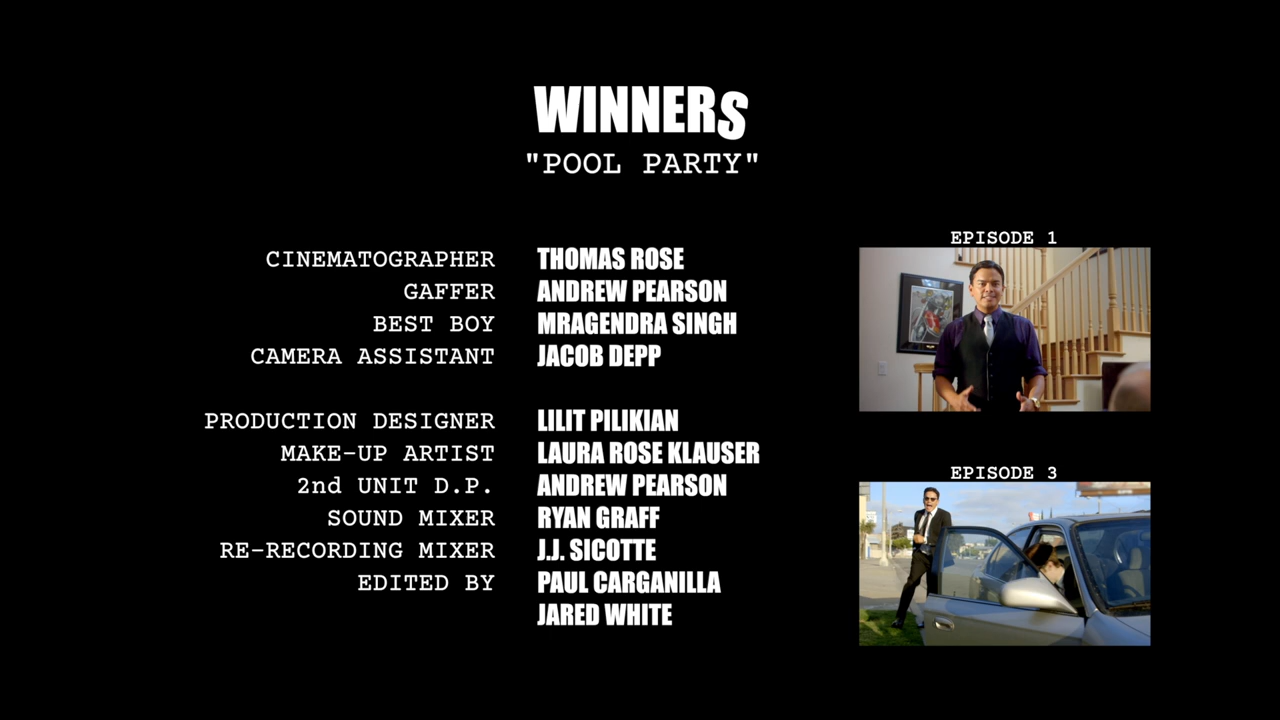 WINNERS
"POOL PARTY"
CINEMATOGRAPHER THOMAS ROSE
GAFFER ANDREW PEARSON
BEST BOY MRAGENDRA SINGH
CAMERA ASSISTANT JACOB DEPP
PRODUCTION DESIGNER LILIT PILIKIAN
MAKE-UP ARTIST LAURA ROSE KLAUSER
2nd UNIT D.P. ANDREW PEARSON
SOUND MIXER RYAN GRAFF
RE-RECORDING MIXER J.J. SICOTTE
EDITED BY PAUL CARGANILLA
JARED WHITE
EPISODE 1
EPISODE 3